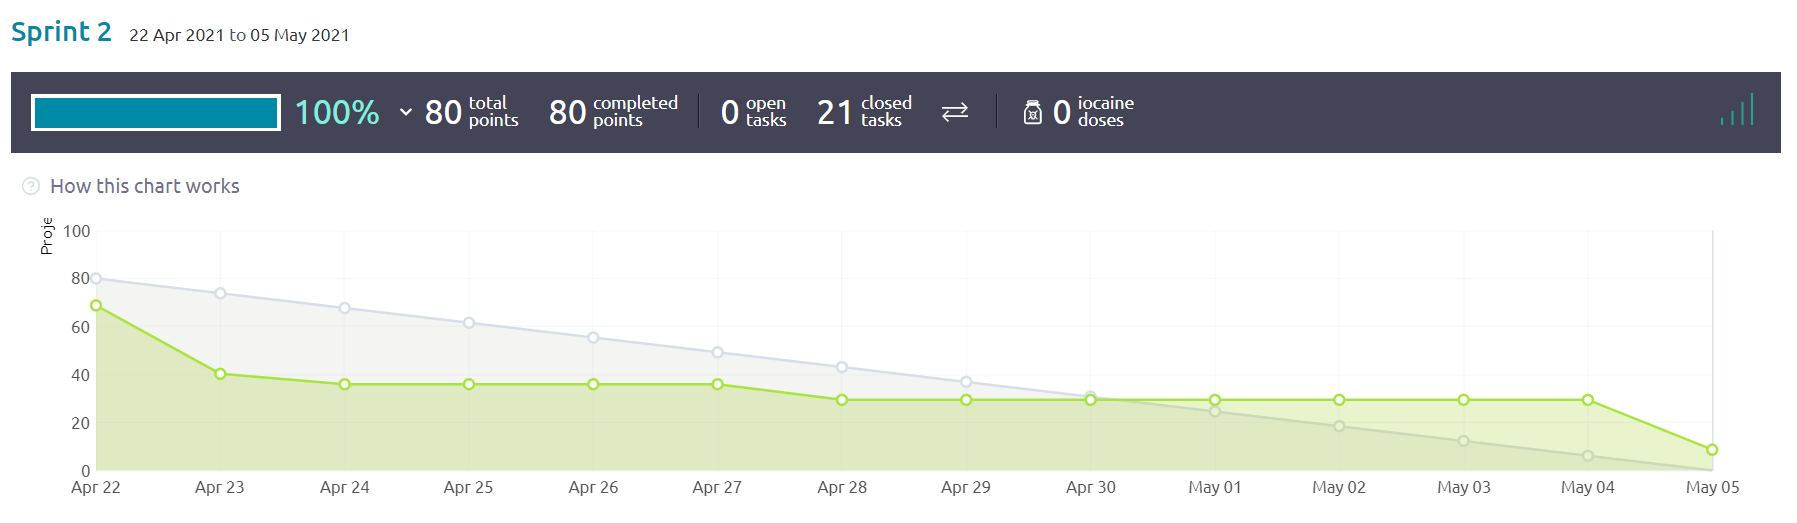 Sprint 2 22 Apr 2021 to 05 May 2021
100% 80 total points 80 completed points 0 open tasks 21 closed tasks 0 iocaine doses
? How this chart works
Proje
100
80
60
40
20
0
Apr 22 Apr 23 Apr 24 Apr 25 Apr 26 Apr 27 Apr 28 Apr 29 Apr 30 May 01 May 02 May 03 May 04 May 05